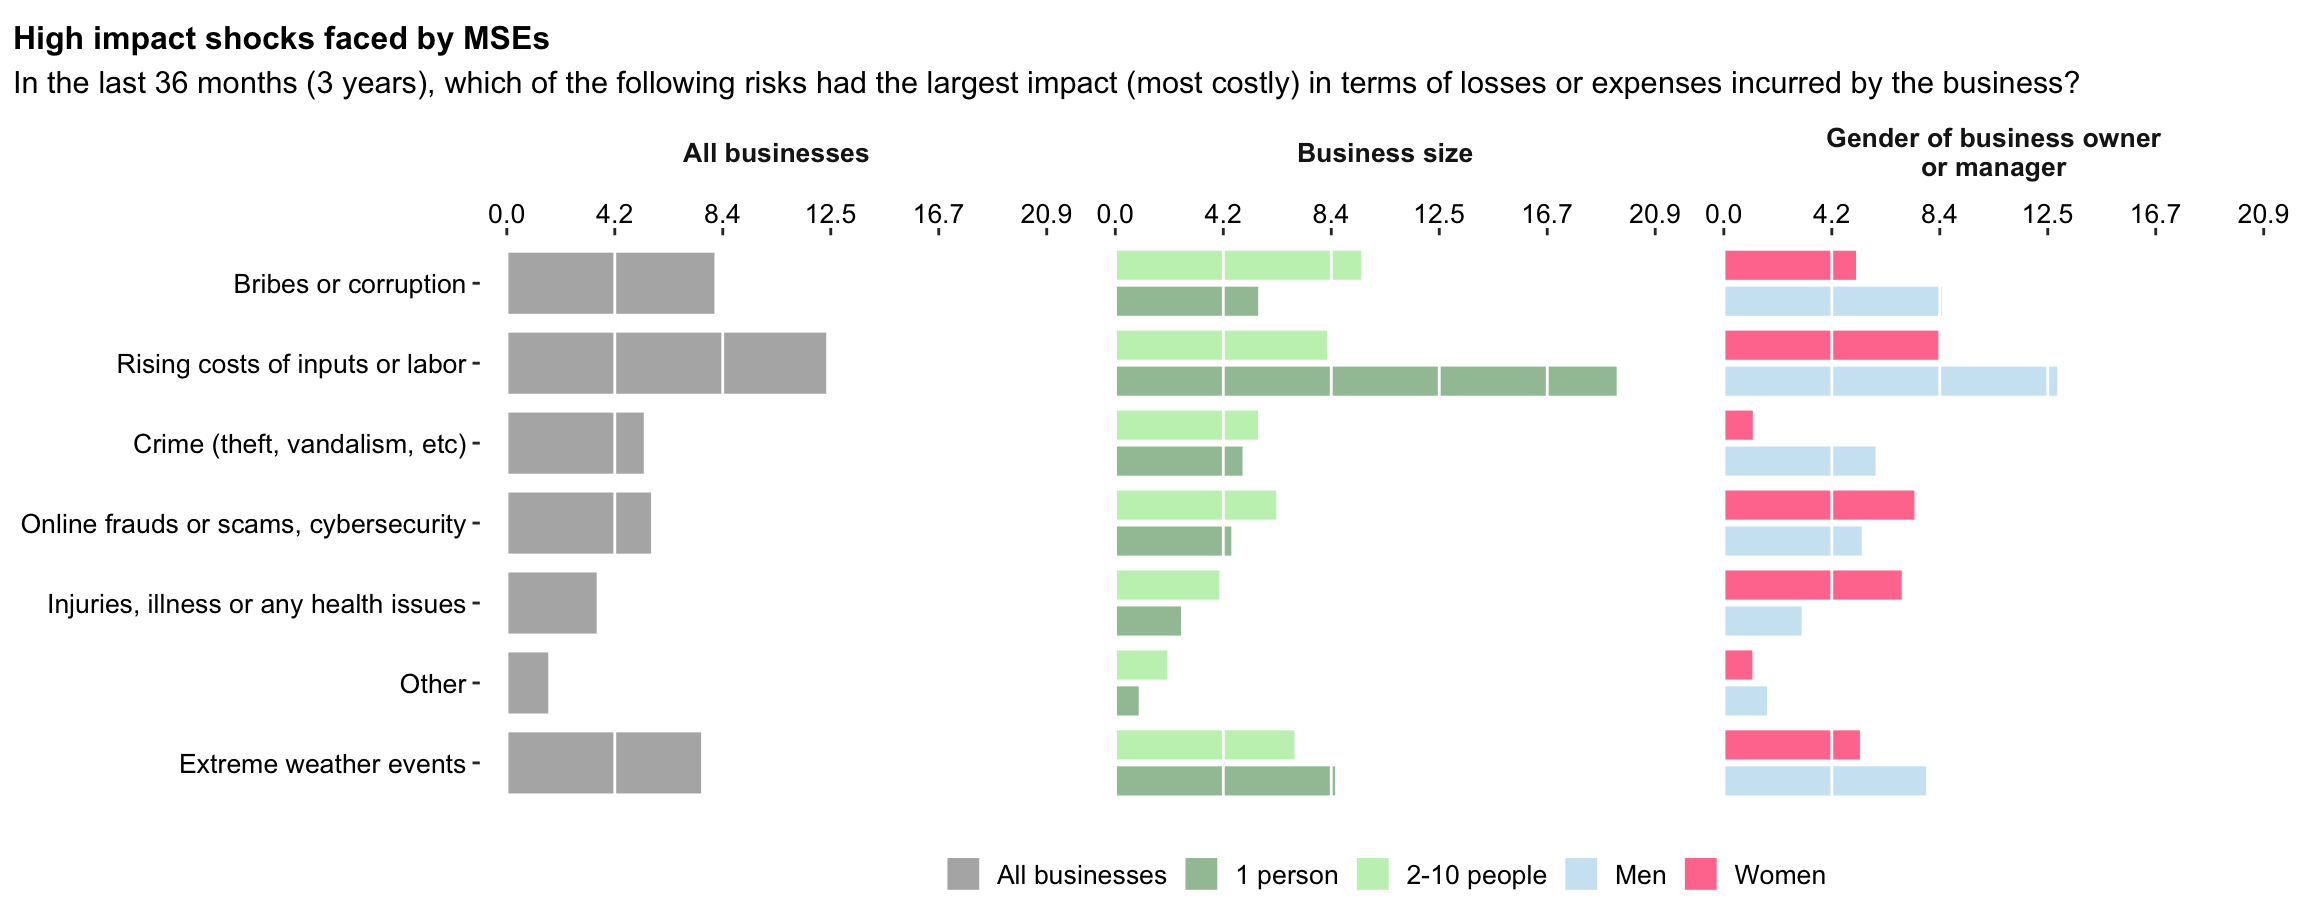 High impact shocks faced by MSEs
In the last 36 months (3 years), which of the following risks had the largest impact (most costly) in terms of losses or expenses incurred by the business?
All businesses
Business size
Gender of business owner
or manager
0.0 4.2 8.4 12.5 16.7 20.9
0.0 4.2 8.4 12.5 16.7 20.9
0.0 4.2 8.4 12.5 16.7 20.9
Bribes or corruption
Rising costs of inputs or labor
Crime (theft, vandalism, etc)
Online frauds or scams, cybersecurity
Injuries, illness or any health issues
Other
Extreme weather events
All businesses 1 person 2-10 people Men Women